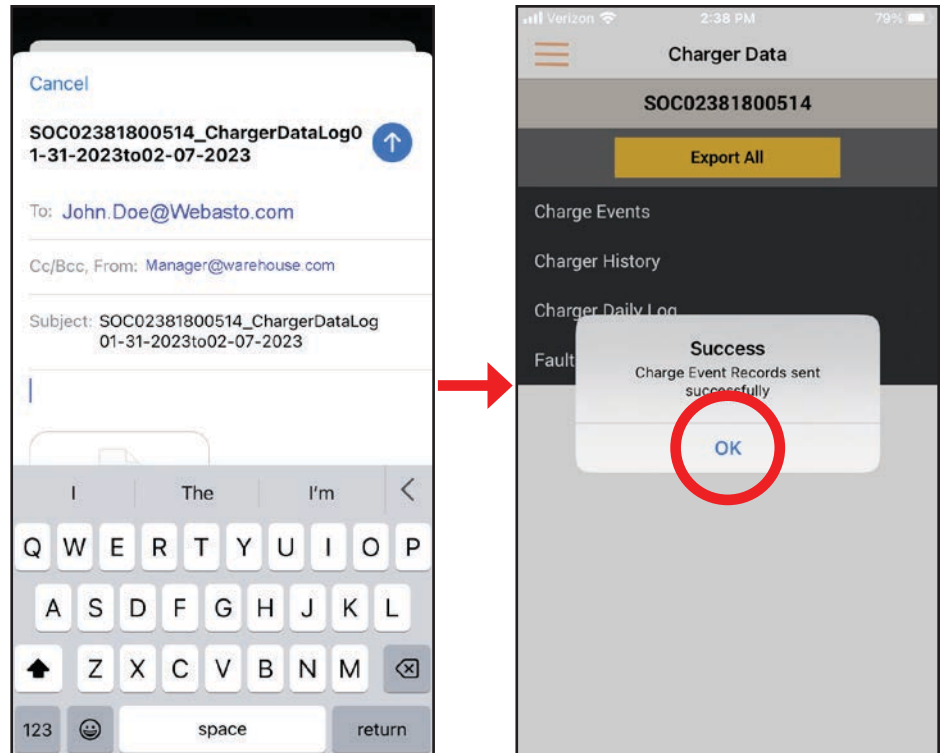 Cancel
SOC02381800514_ChargerDataLog0
1-31-2023to02-07-2023
To: John.Doe@Webasto.com
Cc/Bcc, From: Manager@warehouse.com
Subject: SOC02381800514_ChargerDataLog
01-31-2023to02-07-2023
I The I'm
Q W E R T Y U I O P
A S D F G H J K L
Z X C V B N M
123 space return
Verizon 2:38 PM 79%
Charger Data
SOC02381800514
Export All
Charge Events
Charger History
Charger Daily Log
Fault
Success
Charge Event Records sent
successfully
OK